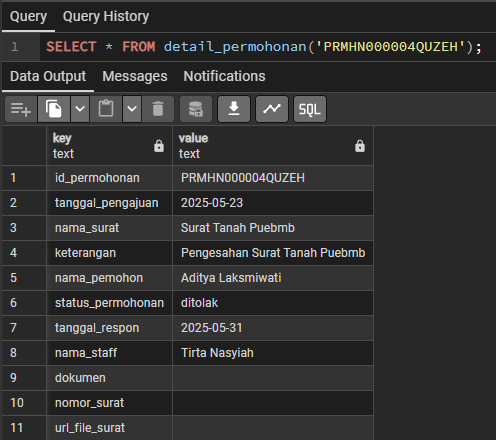 Query Query History
1 SELECT * FROM detail_permohonan('PRMHN000004QUZEH');
Data Output Messages Notifications
SQL
key value
text text
1 id_permohonan PRMHN000004QUZEH
2 tanggal_pengajuan 2025-05-23
3 nama_surat Surat Tanah Puebmb
4 keterangan Pengesahan Surat Tanah Puebmb
5 nama_pemohon Aditya Laksmiwati
6 status_permohonan ditolak
7 tanggal_respon 2025-05-31
8 nama_staff Tirta Nasyiah
9 dokumen
10 nomor_surat
11 url_file_surat